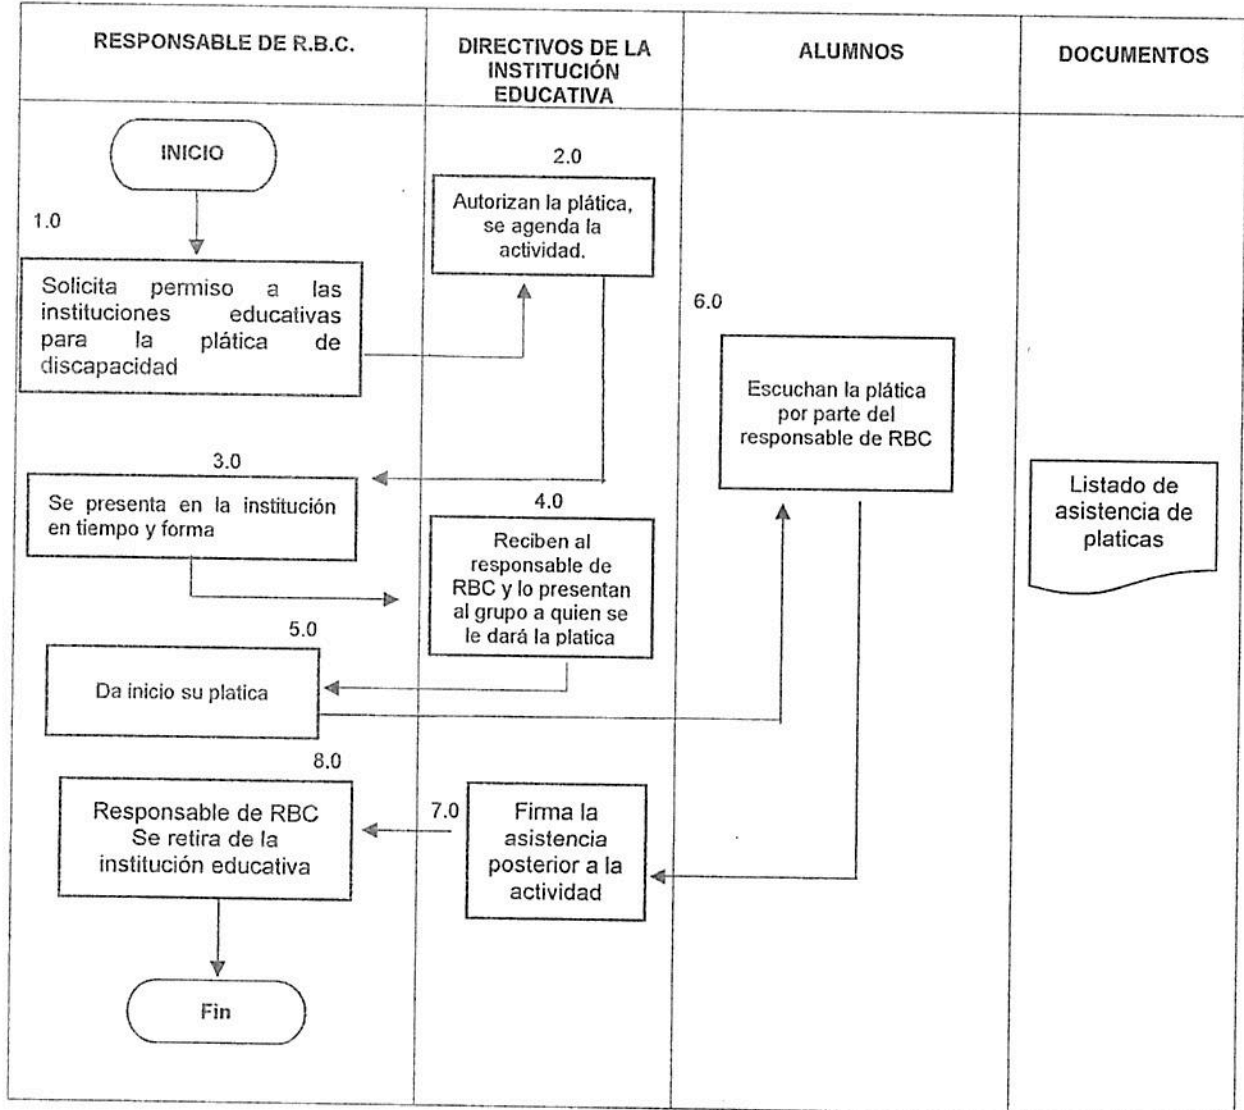 RESPONSABLE DE R.B.C.
DIRECTIVOS DE LA
INSTITUCIÓN
EDUCATIVA
ALUMNOS
DOCUMENTOS
INICIO
1.0
Solicita permiso a las
instituciones educativas
para la plática de
discapacidad
2.0
Autorizan la plática,
se agenda la
actividad.
3.0
Se presenta en la institución
en tiempo y forma
4.0
Reciben al
responsable de
RBC y lo presentan
al grupo a quien se
le dará la platica
5.0
Da inicio su platica
6.0
Escuchan la plática
por parte del
responsable de RBC
Listado de
asistencia de
platicas
7.0
Firma la
asistencia
posterior a la
actividad
8.0
Responsable de RBC
Se retira de la
institución educativa
Fin